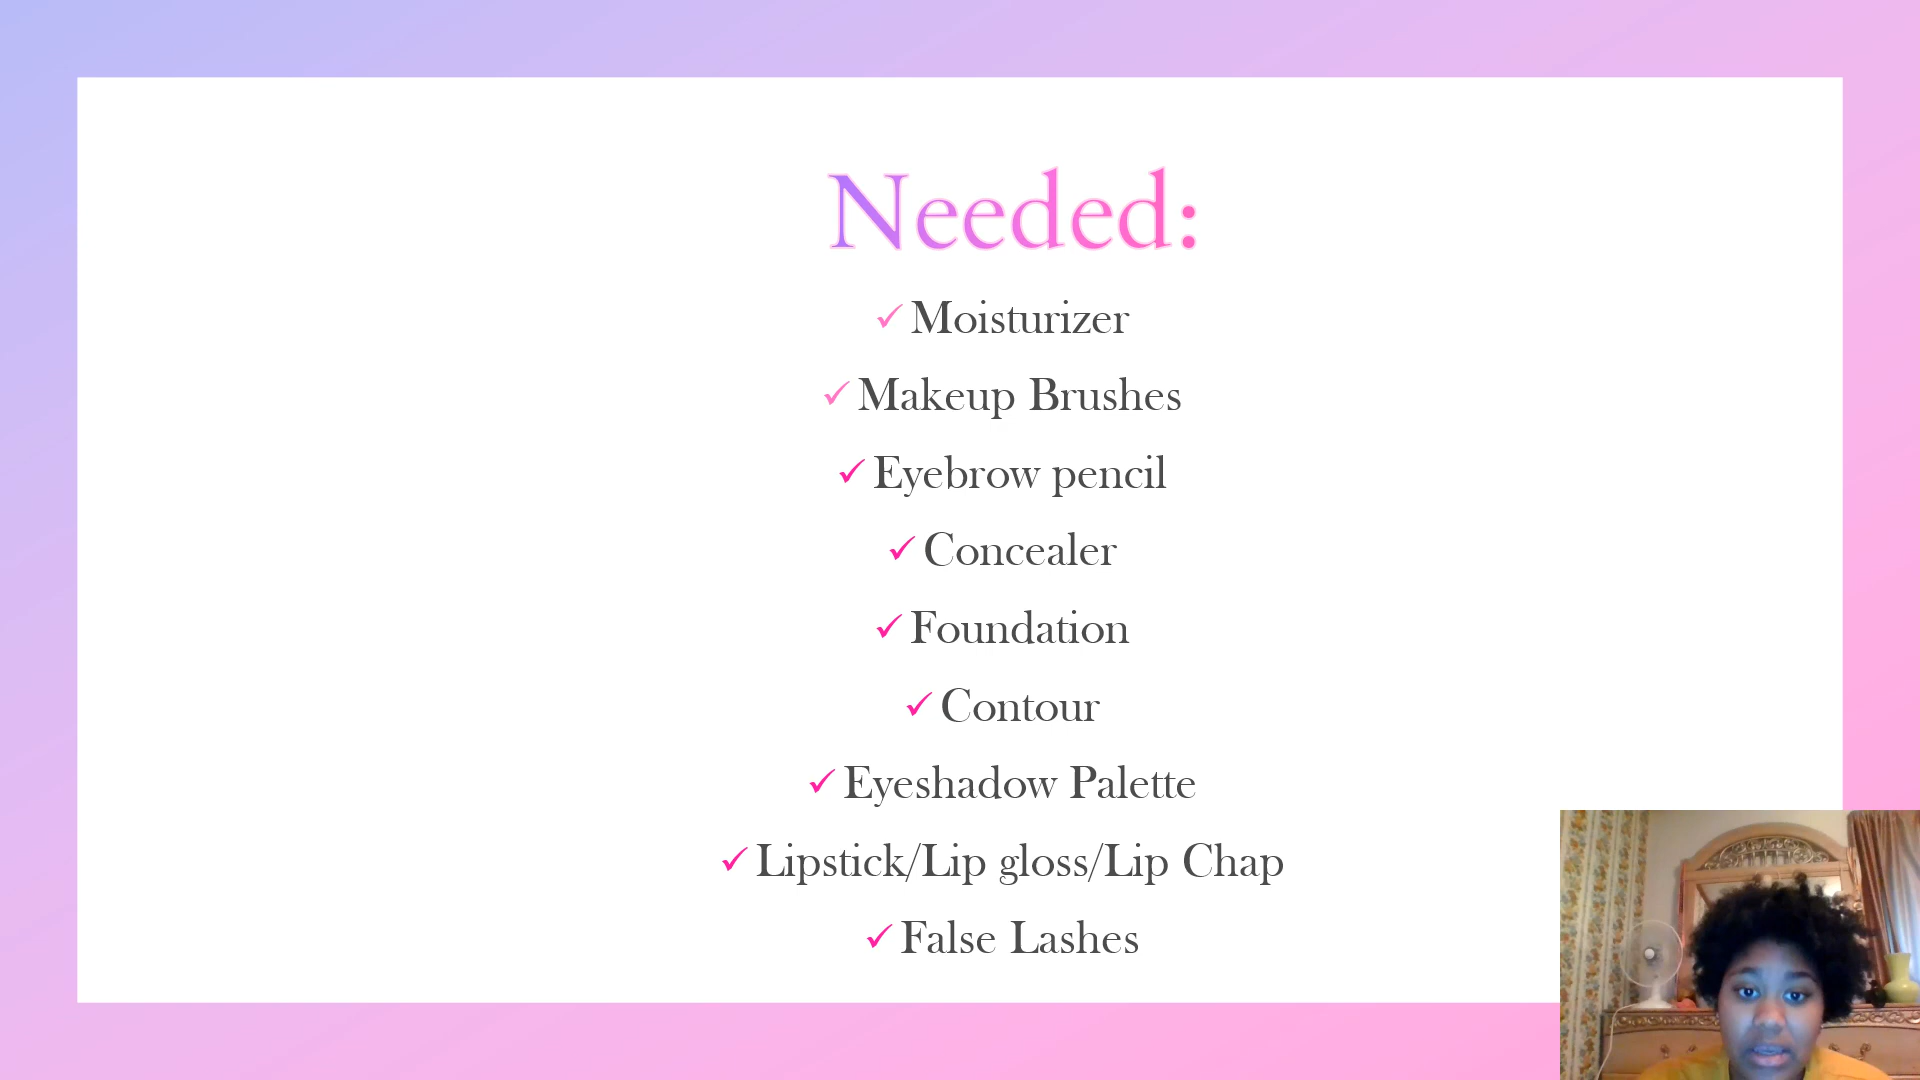 Needed:
✓Moisturizer
✓Makeup Brushes
✓Eyebrow pencil
✓Concealer
✓Foundation
✓Contour
✓Eyeshadow Palette
✓Lipstick/Lip gloss/Lip Chap
✓False Lashes